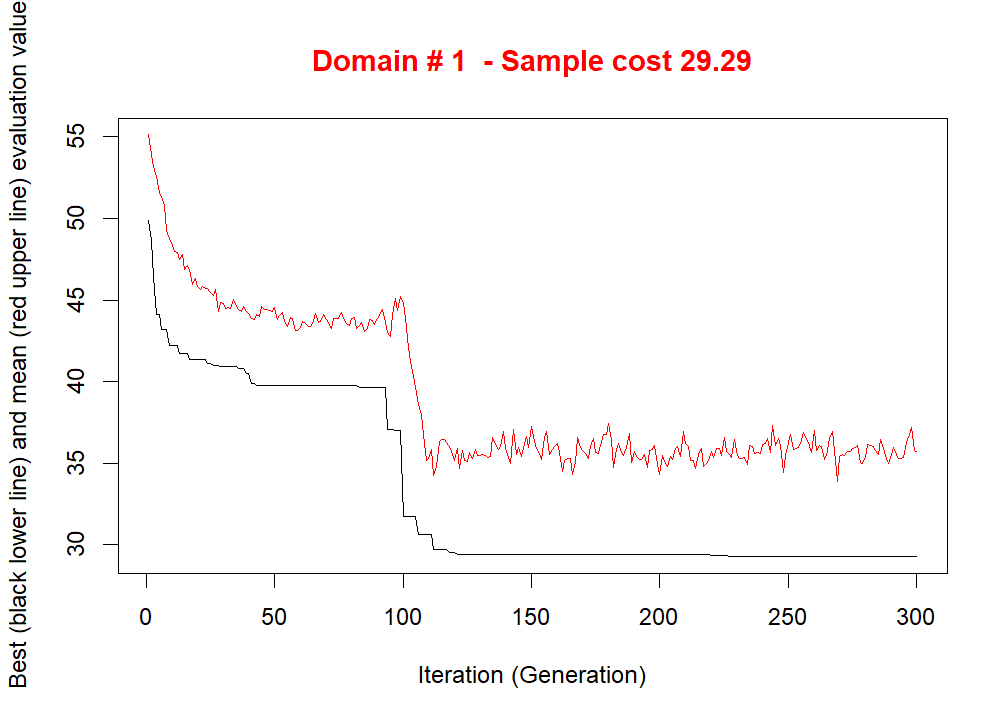 Domain # 1  - Sample cost 29.29
Best (black lower line) and mean (red upper line) evaluation value
55
50
45
40
35
30
0 50 100 150 200 250 300
Iteration (Generation)